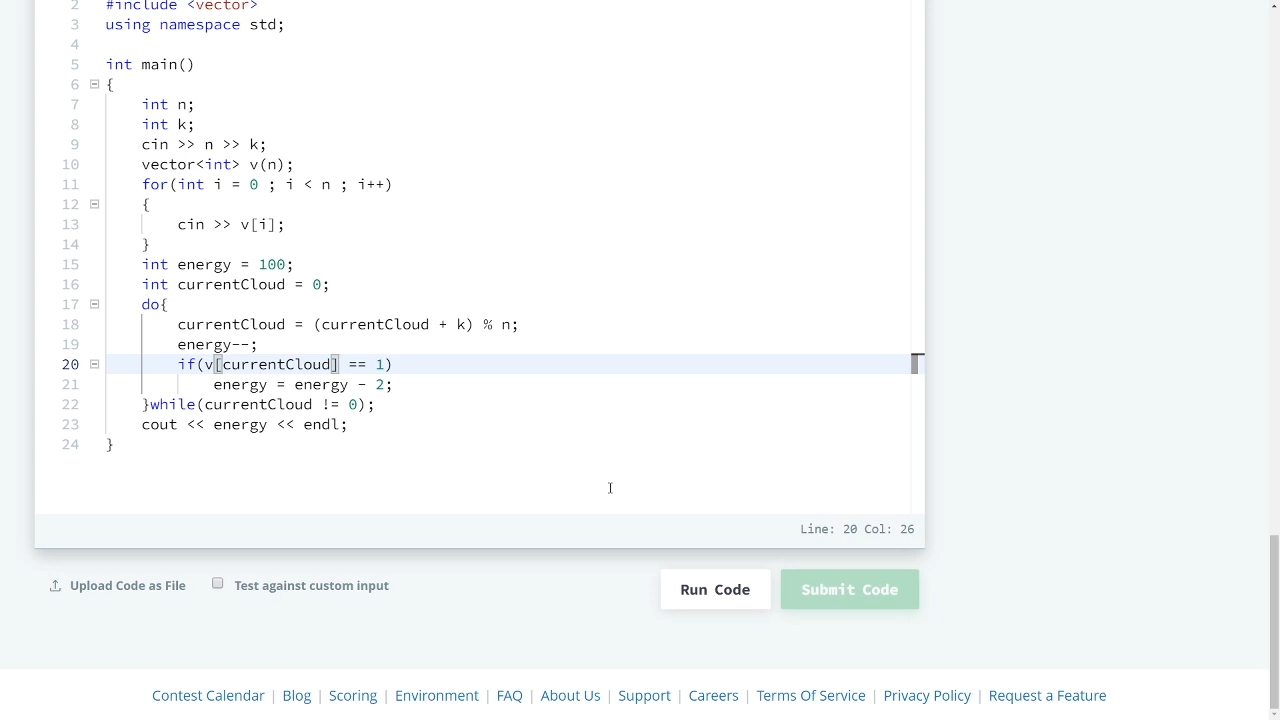 2 #include <vector>
3 using namespace std;
4
5 int main()
6 {
7 int n;
8 int k;
9 cin >> n >> k;
10 vector<int> v(n);
11 for(int i = 0 ; i < n ; i++)
12 {
13 cin >> v[i];
14 }
15 int energy = 100;
16 int currentCloud = 0;
17 do{
18 currentCloud = (currentCloud + k) % n;
19 energy--;
20 if(v[currentCloud] == 1)
21 energy = energy - 2;
22 }while(currentCloud != 0);
23 cout << energy << endl;
24 }
Line: 20 Col: 26
Upload Code as File Test against custom input Run Code Submit Code
Contest Calendar | Blog | Scoring | Environment | FAQ | About Us | Support | Careers | Terms Of Service | Privacy Policy | Request a Feature